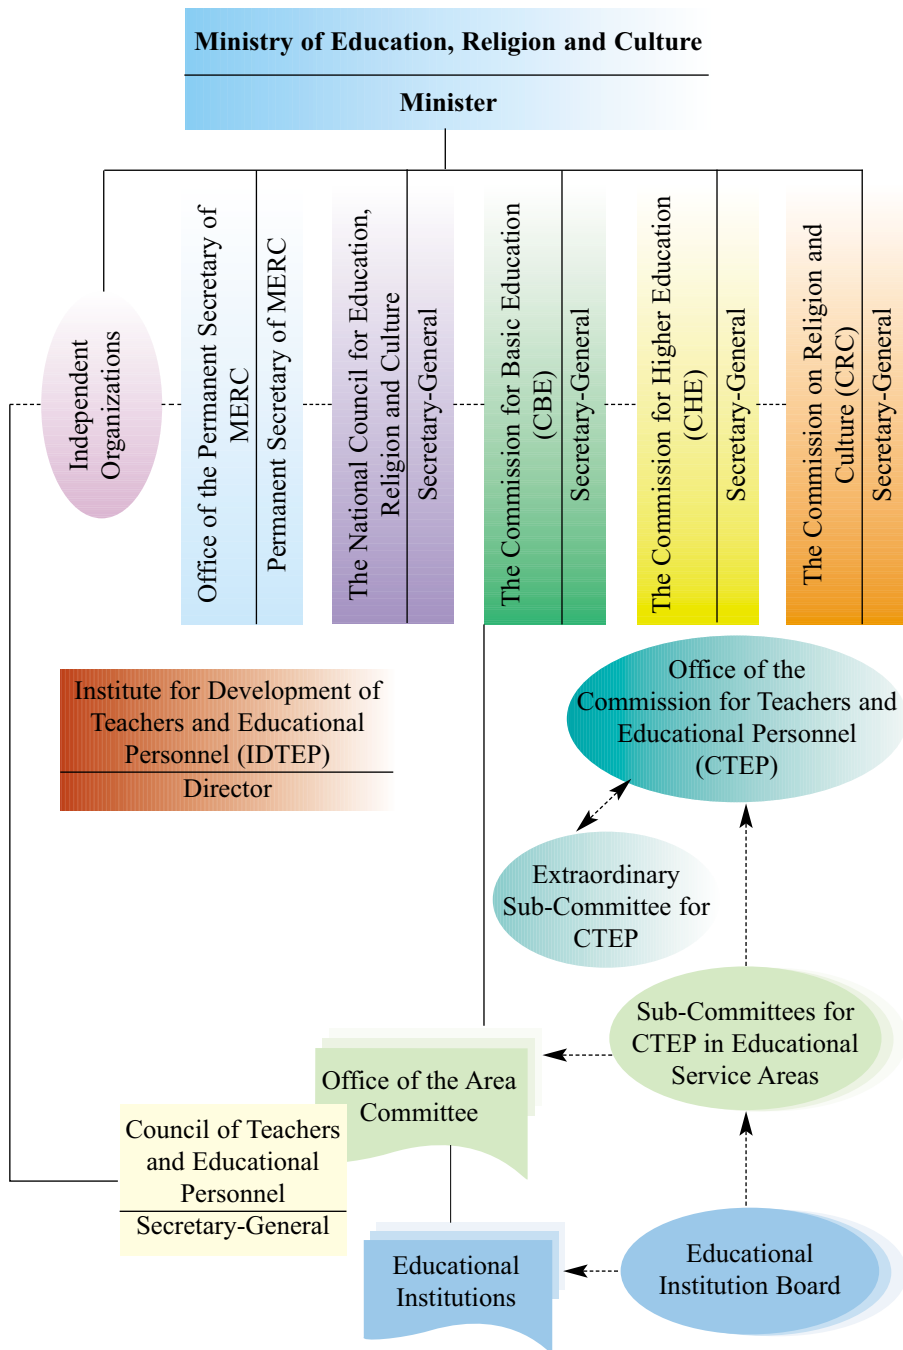 Ministry of Education, Religion and Culture
Minister
Independent
Organizations
Office of the Permanent Secretary of
MERC
Permanent Secretary of MERC
The National Council for Education,
Religion and Culture
Secretary-General
The Commission for Basic Education
(CBE)
Secretary-General
The Commission for Higher Education
(CHE)
Secretary-General
The Commission on Religion and
Culture (CRC)
Secretary-General
Institute for Development of
Teachers and Educational
Personnel (IDTEP)
Director
Office of the
Commission for Teachers and
Educational Personnel
(CTEP)
Extraordinary
Sub-Committee for
CTEP
Sub-Committees for
CTEP in Educational
Service Areas
Office of the Area
Committee
Council of Teachers
and Educational
Personnel
Secretary-General
Educational
Institutions
Educational
Institution Board